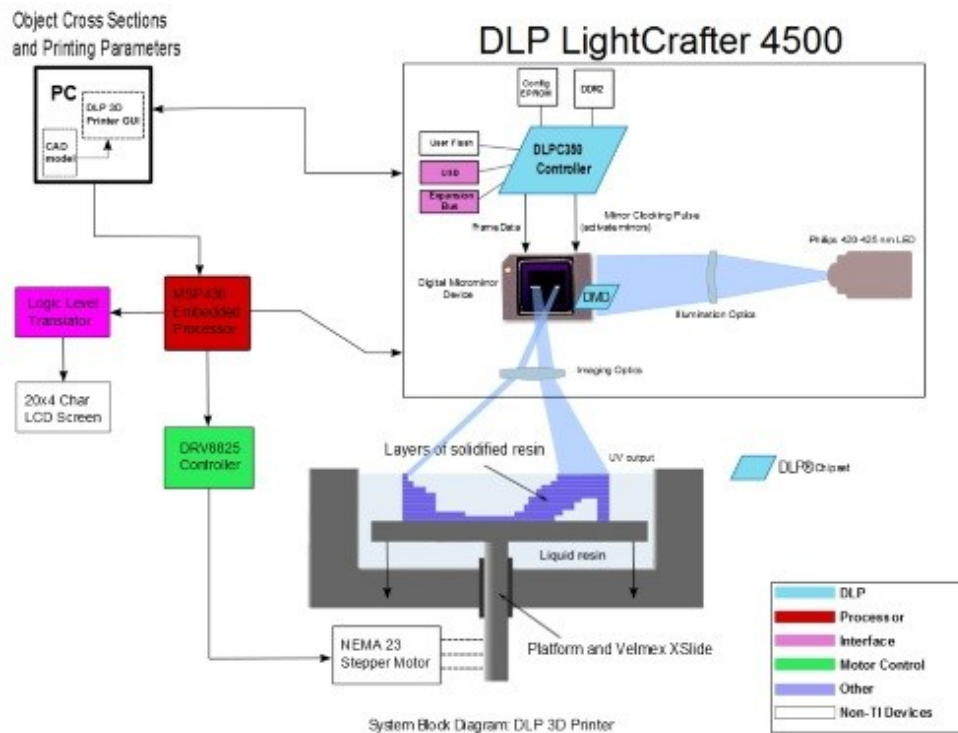 Object Cross Sections
and Printing Parameters
DLP LightCrafter 4500
PC
DLP 3D
Printer GUI
CAD
model
Config
EPROM
DDR2
User Flash
USB
Expansion
Bus
DLPC350
Controller
Frame Data
Mirror Clocking Pulse
(activate mirrors)
Philips 420-425 nm LED
Digital Micromirror
Device
DMD
Illumination Optics
Imaging Optics
Logic Level
Translator
MSP430
Embedded
Processor
20x4 Char
LCD Screen
DRV8825
Controller
Layers of solidified resin
UV output
DLP® Chipset
Liquid resin
NEMA 23
Stepper Motor
Platform and Velmex XSlide
DLP
Processor
Interface
Motor Control
Other
Non-TI Devices
System Block Diagram: DLP 3D Printer